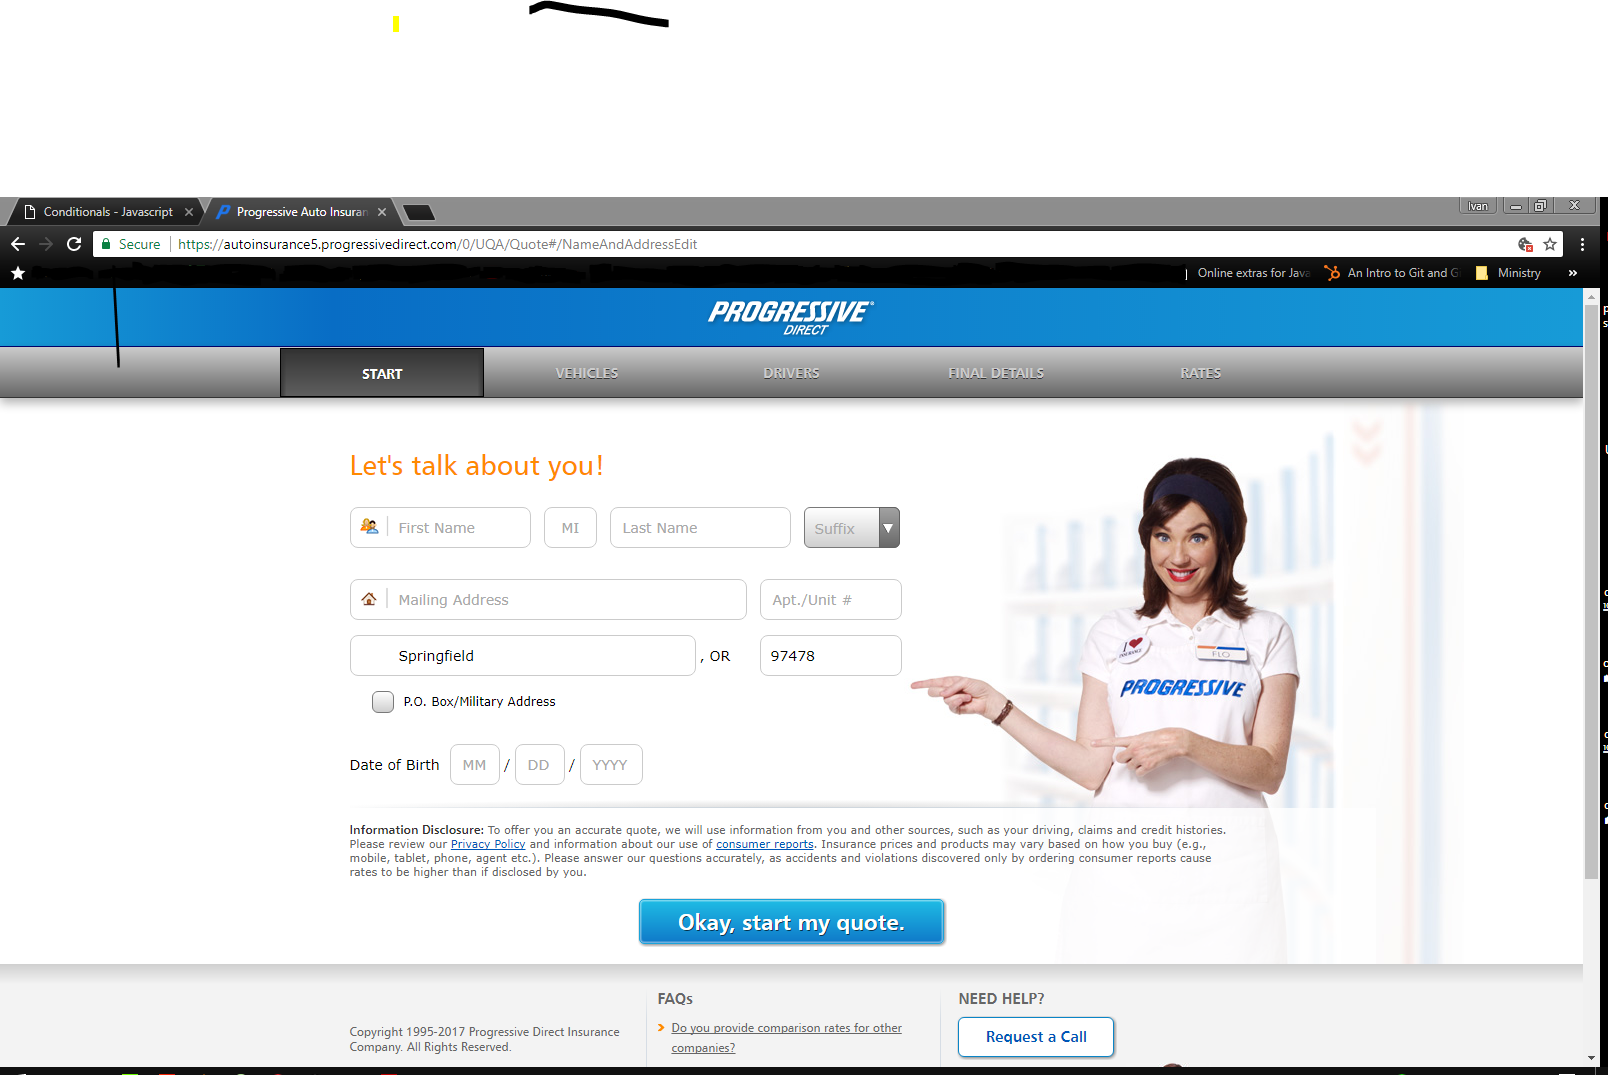 Conditionals - Javascript
Progressive Auto Insuran
Ivan
Secure https://autoinsurance5.progressivedirect.com/0/UQA/Quote#/NameAndAddressEdit
Online extras for Java An Intro to Git and G Ministry »
PROGRESSIVE
DIRECT
START VEHICLES DRIVERS FINAL DETAILS RATES
Let's talk about you!
First Name MI Last Name Suffix
Mailing Address Apt./Unit #
Springfield , OR 97478
P.O. Box/Military Address
Date of Birth MM / DD / YYYY
I
FLO
PROGRESSIVE
Information Disclosure: To offer you an accurate quote, we will use information from you and other sources, such as your driving, claims and credit histories.
Please review our Privacy Policy and information about our use of consumer reports. Insurance prices and products may vary based on how you buy (e.g.,
mobile, tablet, phone, agent etc.). Please answer our questions accurately, as accidents and violations discovered only by ordering consumer reports cause
rates to be higher than if disclosed by you.
Okay, start my quote.
Copyright 1995-2017 Progressive Direct Insurance
Company. All Rights Reserved.
FAQs
Do you provide comparison rates for other
companies?
NEED HELP?
Request a Call